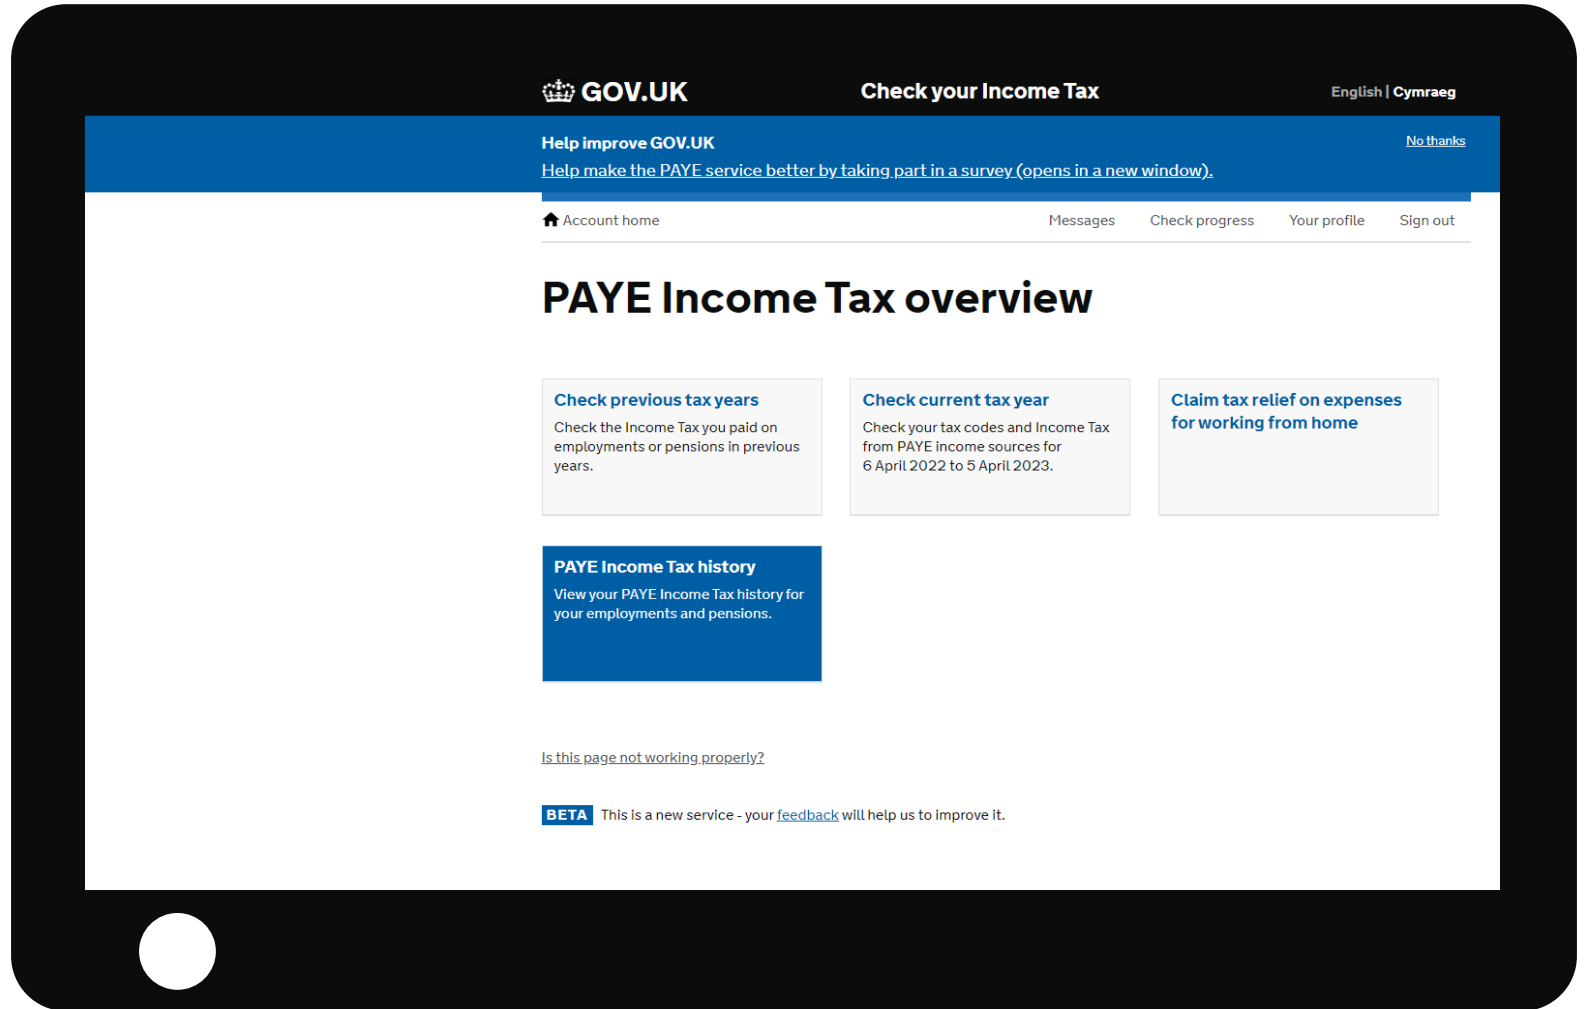 GOV.UK
Check your Income Tax
English | Cymraeg
Help improve GOV.UK
No thanks
Help make the PAYE service better by taking part in a survey (opens in a new window).
Account home
Messages
Check progress
Your profile
Sign out
PAYE Income Tax overview
Check previous tax years
Check the Income Tax you paid on
employments or pensions in previous
years.
Check current tax year
Check your tax codes and Income Tax
from PAYE income sources for
6 April 2022 to 5 April 2023.
Claim tax relief on expenses
for working from home
PAYE Income Tax history
View your PAYE Income Tax history for
your employments and pensions.
Is this page not working properly?
BETA This is a new service - your feedback will help us to improve it.